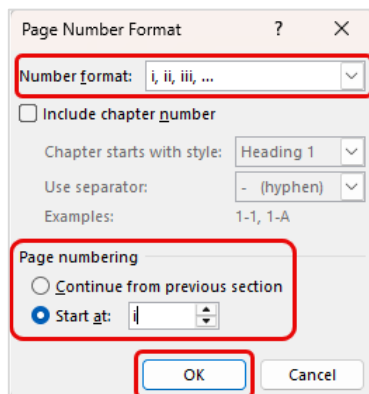 Page Number Format ? ×
Number format: i, ii, iii, ...
Include chapter number
Chapter starts with style: Heading 1
Use separator: - (hyphen)
Examples: 1-1, 1-A
Page numbering
Continue from previous section
Start at: i
OK Cancel